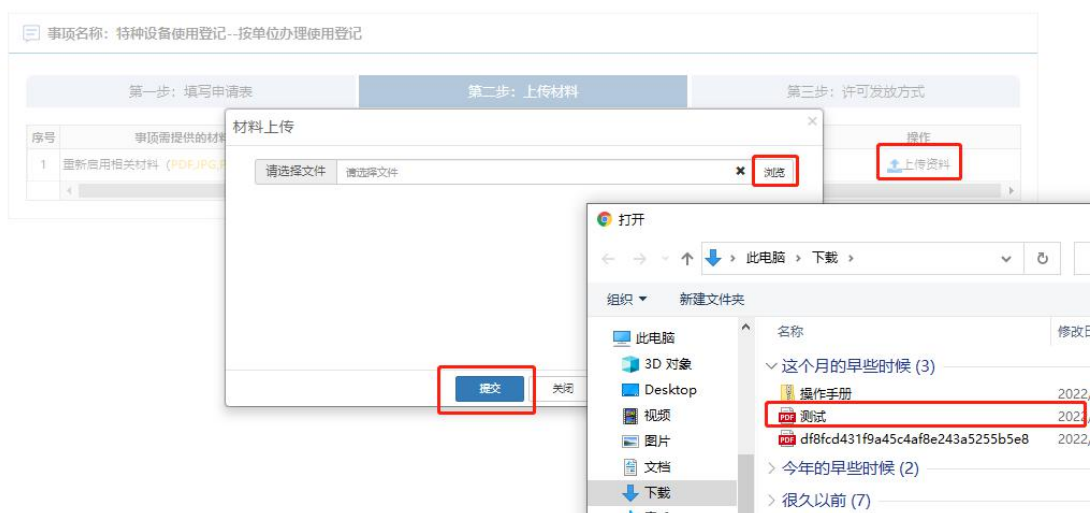 事项名称：特种设备使用登记--按单位办理使用登记
第一步：填写申请表
第二步：上传材料
第三步：许可发放方式
序号
事项需提供的材料
操作
1
重新启用相关材料（PDF,JPG,
上传资料
材料上传
×
请选择文件
请选择文件
浏览
提交
关闭
打开
此电脑 > 下载 >
组织
新建文件夹
此电脑
3D 对象
Desktop
视频
图片
文档
下载
名称
修改日
这个月的早些时候 (3)
操作手册
2022/
测试
2022/
df8fcd431f9a45c4af8e243a5255b5e8
2022/
今年的早些时候 (2)
很久以前 (7)